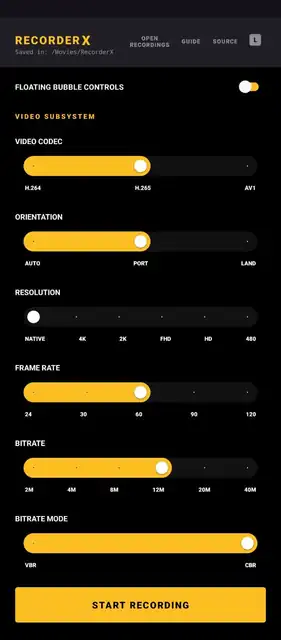 RECORDER X
Saved in: /Movies/RecorderX
OPEN
RECORDINGS
GUIDE
SOURCE
L
FLOATING BUBBLE CONTROLS
VIDEO SUBSYSTEM
VIDEO CODEC
H.264 H.265 AV1
ORIENTATION
AUTO PORT LAND
RESOLUTION
NATIVE 4K 2K FHD HD 480
FRAME RATE
24 30 60 90 120
BITRATE
2M 4M 8M 12M 20M 40M
BITRATE MODE
VBR CBR
START RECORDING